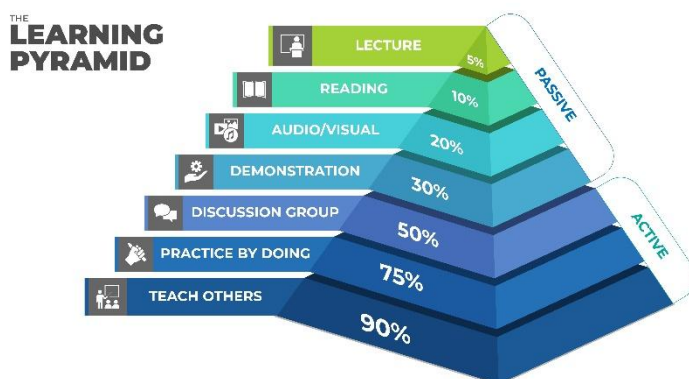 THE
LEARNING
PYRAMID
LECTURE
5%
READING
10%
AUDIO/VISUAL
20%
DEMONSTRATION
30%
DISCUSSION GROUP
50%
PRACTICE BY DOING
75%
TEACH OTHERS
90%
PASSIVE
ACTIVE